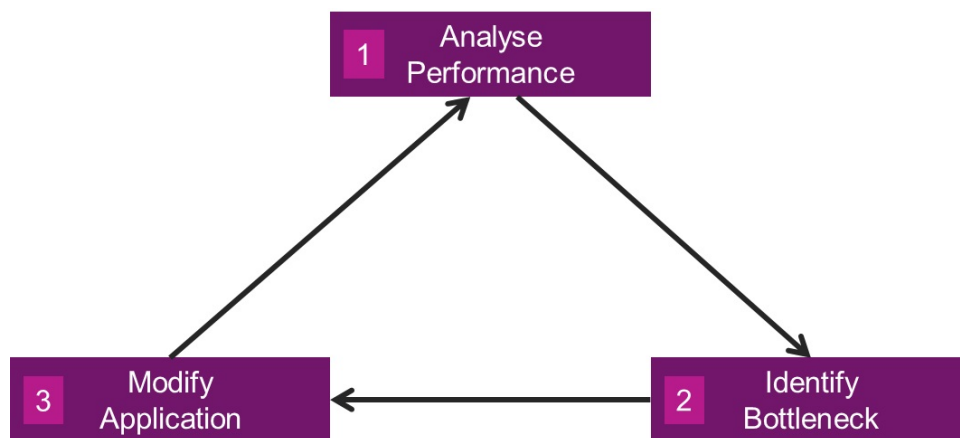 1
Analyse
Performance
3
Modify
Application
2
Identify
Bottleneck